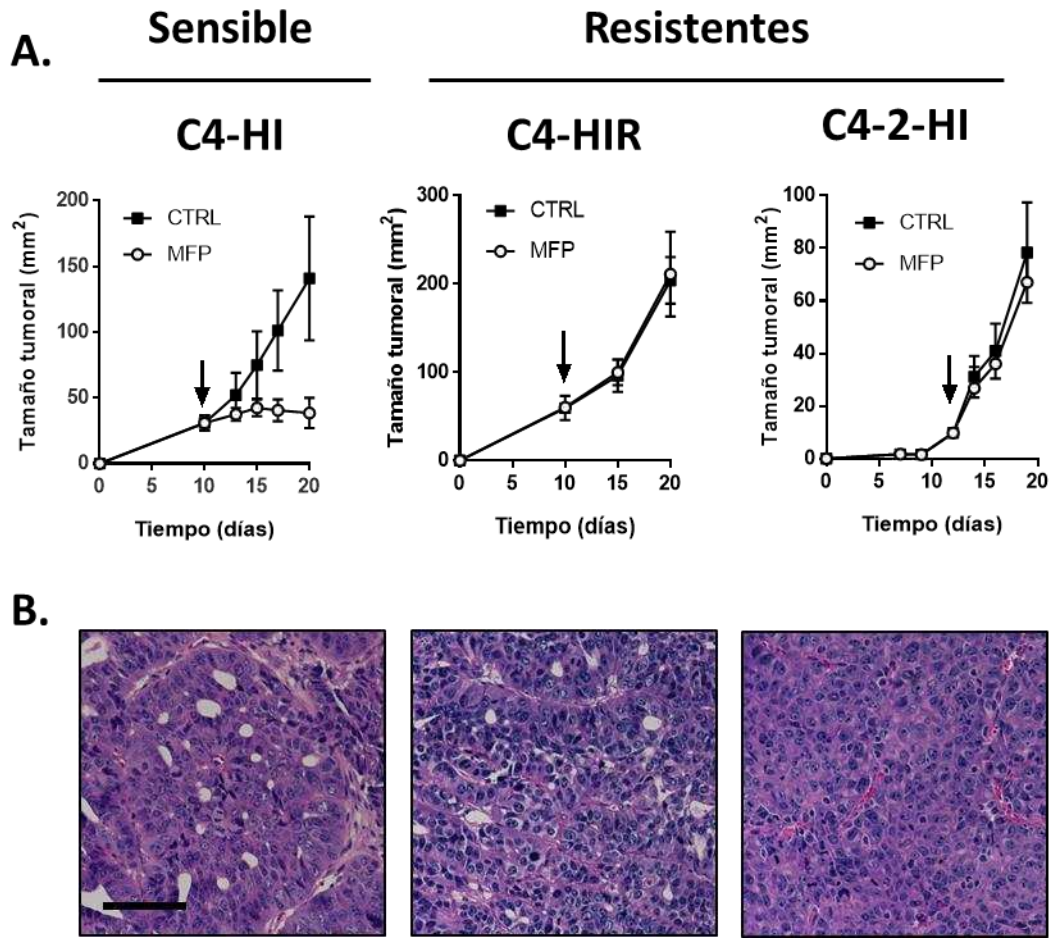 A.
Sensible
Resistentes
C4-HI
C4-HIR
C4-2-HI
Tamaño tumoral (mm2)
200
150
100
50
0
CTRL
MFP
0 5 10 15 20
Tiempo (días)
Tamaño tumoral (mm2)
300
200
100
0
CTRL
MFP
0 5 10 15 20
Tiempo (días)
Tamaño tumoral (mm2)
100
80
60
40
20
0
CTRL
MFP
0 5 10 15 20
Tiempo (días)
B.